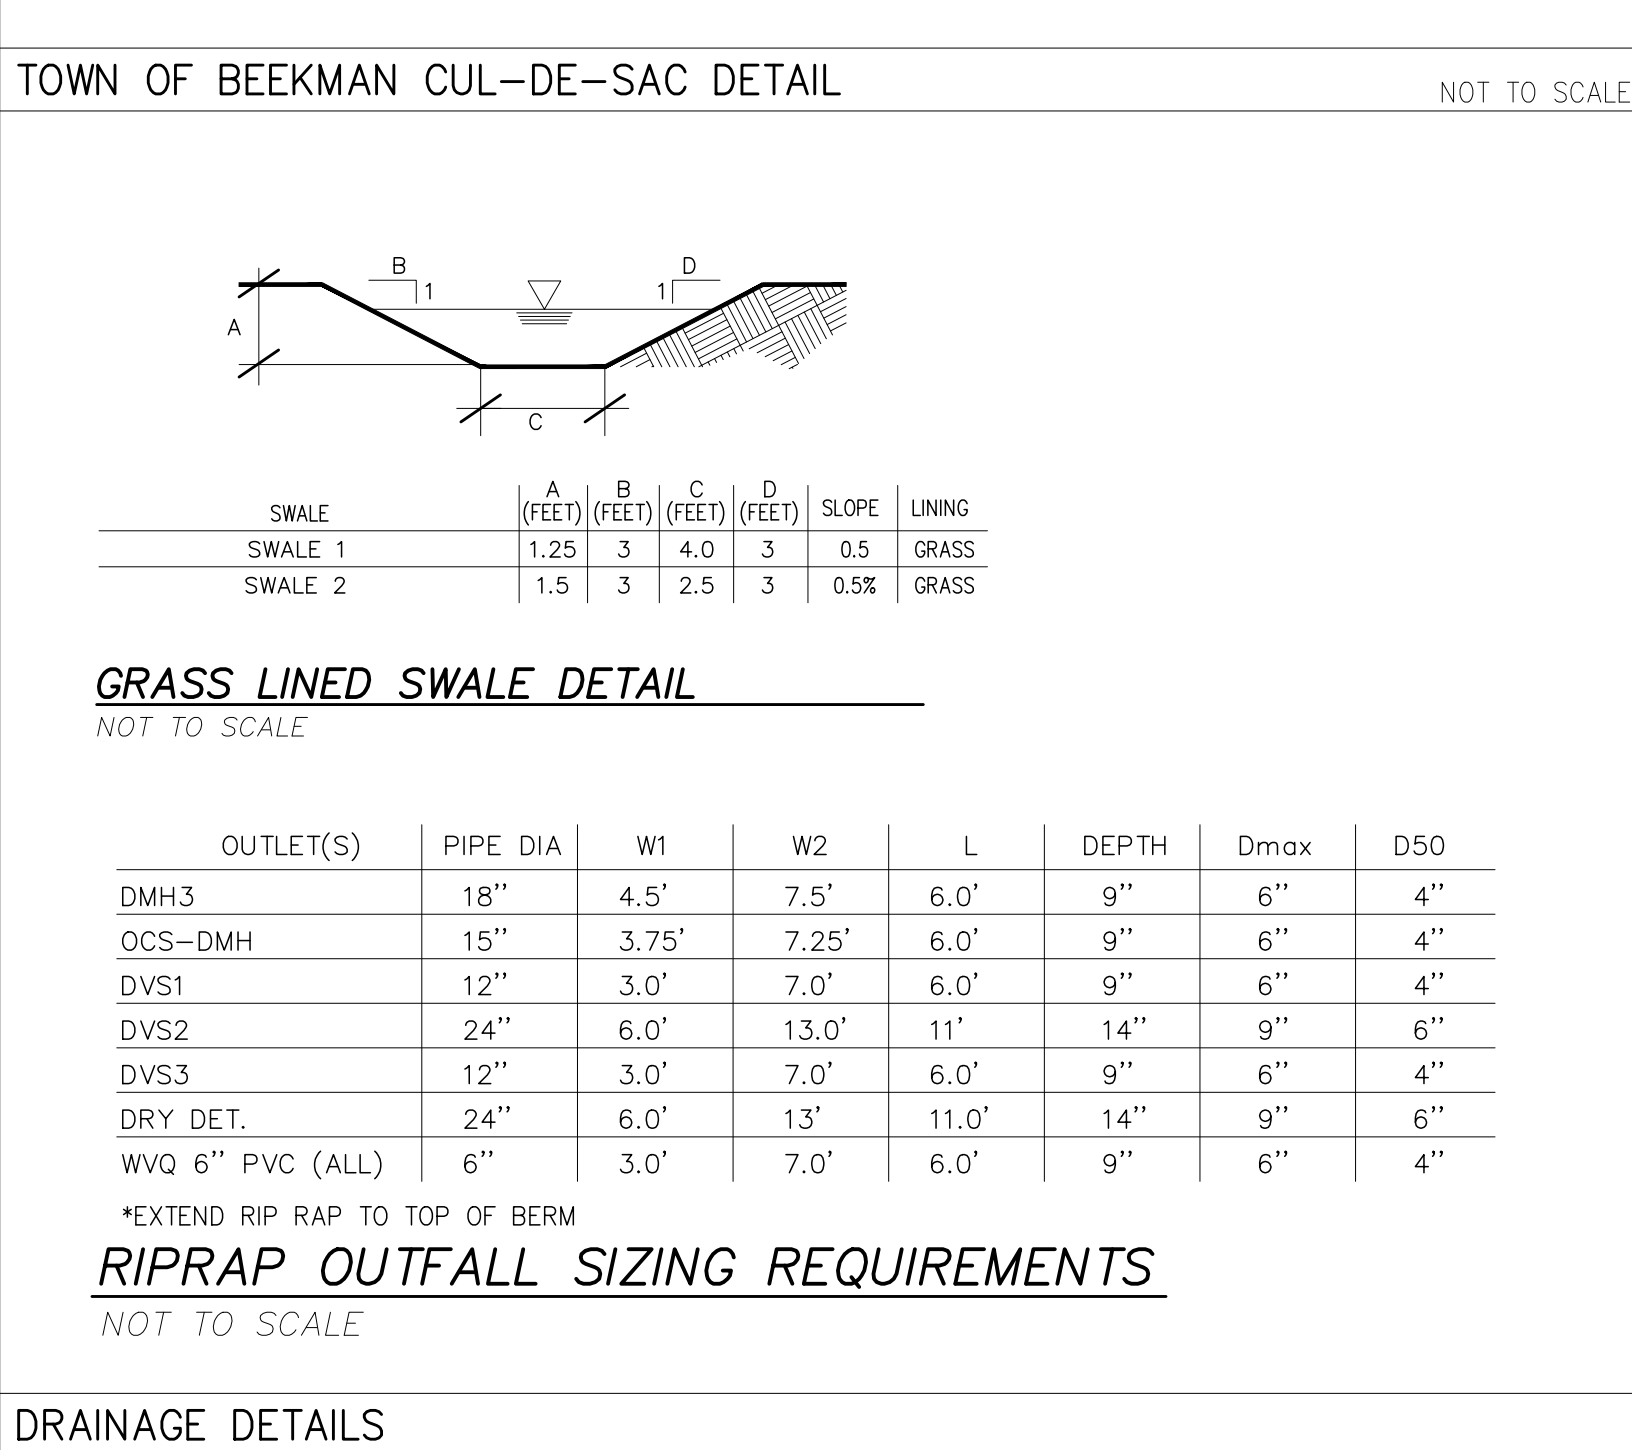 TOWN OF BEEKMAN CUL-DE-SAC DETAIL
NOT TO SCALE
B D
1 1
A
C
A B C D
SWALE (FEET) (FEET) (FEET) (FEET) SLOPE LINING
SWALE 1 1.25 3 4.0 3 0.5 GRASS
SWALE 2 1.5 3 2.5 3 0.5% GRASS
GRASS LINED SWALE DETAIL
NOT TO SCALE
OUTLET(S) PIPE DIA W1 W2 L DEPTH Dmax D50
DMH3 18'' 4.5' 7.5' 6.0' 9'' 6'' 4''
OCS-DMH 15'' 3.75' 7.25' 6.0' 9'' 6'' 4''
DVS1 12'' 3.0' 7.0' 6.0' 9'' 6'' 4''
DVS2 24'' 6.0' 13.0' 11' 14'' 9'' 6''
DVS3 12'' 3.0' 7.0' 6.0' 9'' 6'' 4''
DRY DET. 24'' 6.0' 13' 11.0' 14'' 9'' 6''
WVQ 6'' PVC (ALL) 6'' 3.0' 7.0' 6.0' 9'' 6'' 4''
*EXTEND RIP RAP TO TOP OF BERM
RIPRAP OUTFALL SIZING REQUIREMENTS
NOT TO SCALE
DRAINAGE DETAILS